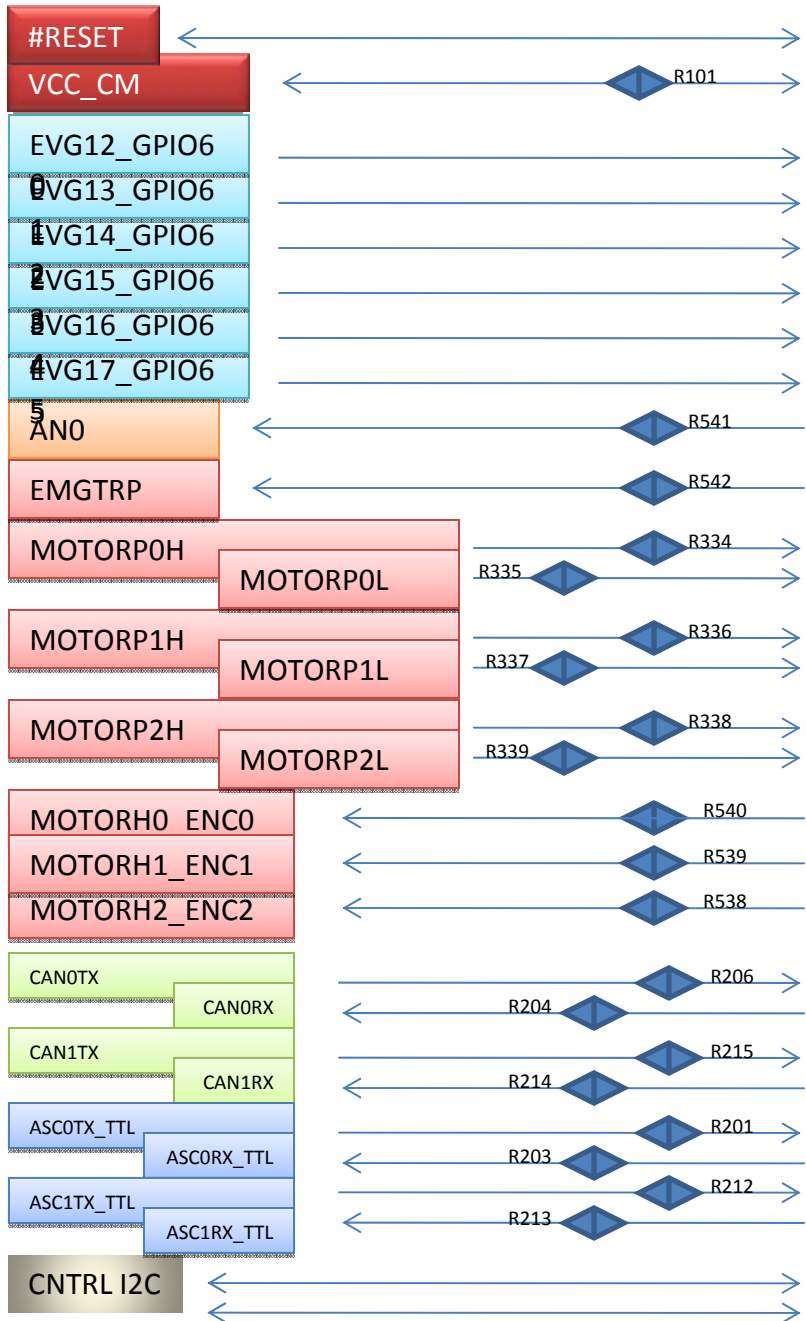 #RESET
VCC_CM R101
EVG12_GPIO6
0
EVG13_GPIO6
1
EVG14_GPIO6
2
EVG15_GPIO6
3
EVG16_GPIO6
4
EVG17_GPIO6
5
AN0 R541
EMGTRP R542
MOTORP0H R334
MOTORP0L R335
MOTORP1H R336
MOTORP1L R337
MOTORP2H R338
MOTORP2L R339
MOTORH0_ENC0 R540
MOTORH1_ENC1 R539
MOTORH2_ENC2 R538
CAN0TX R206
CAN0RX R204
CAN1TX R215
CAN1RX R214
ASC0TX_TTL R201
ASC0RX_TTL R203
ASC1TX_TTL R212
ASC1RX_TTL R213
CNTRL I2C